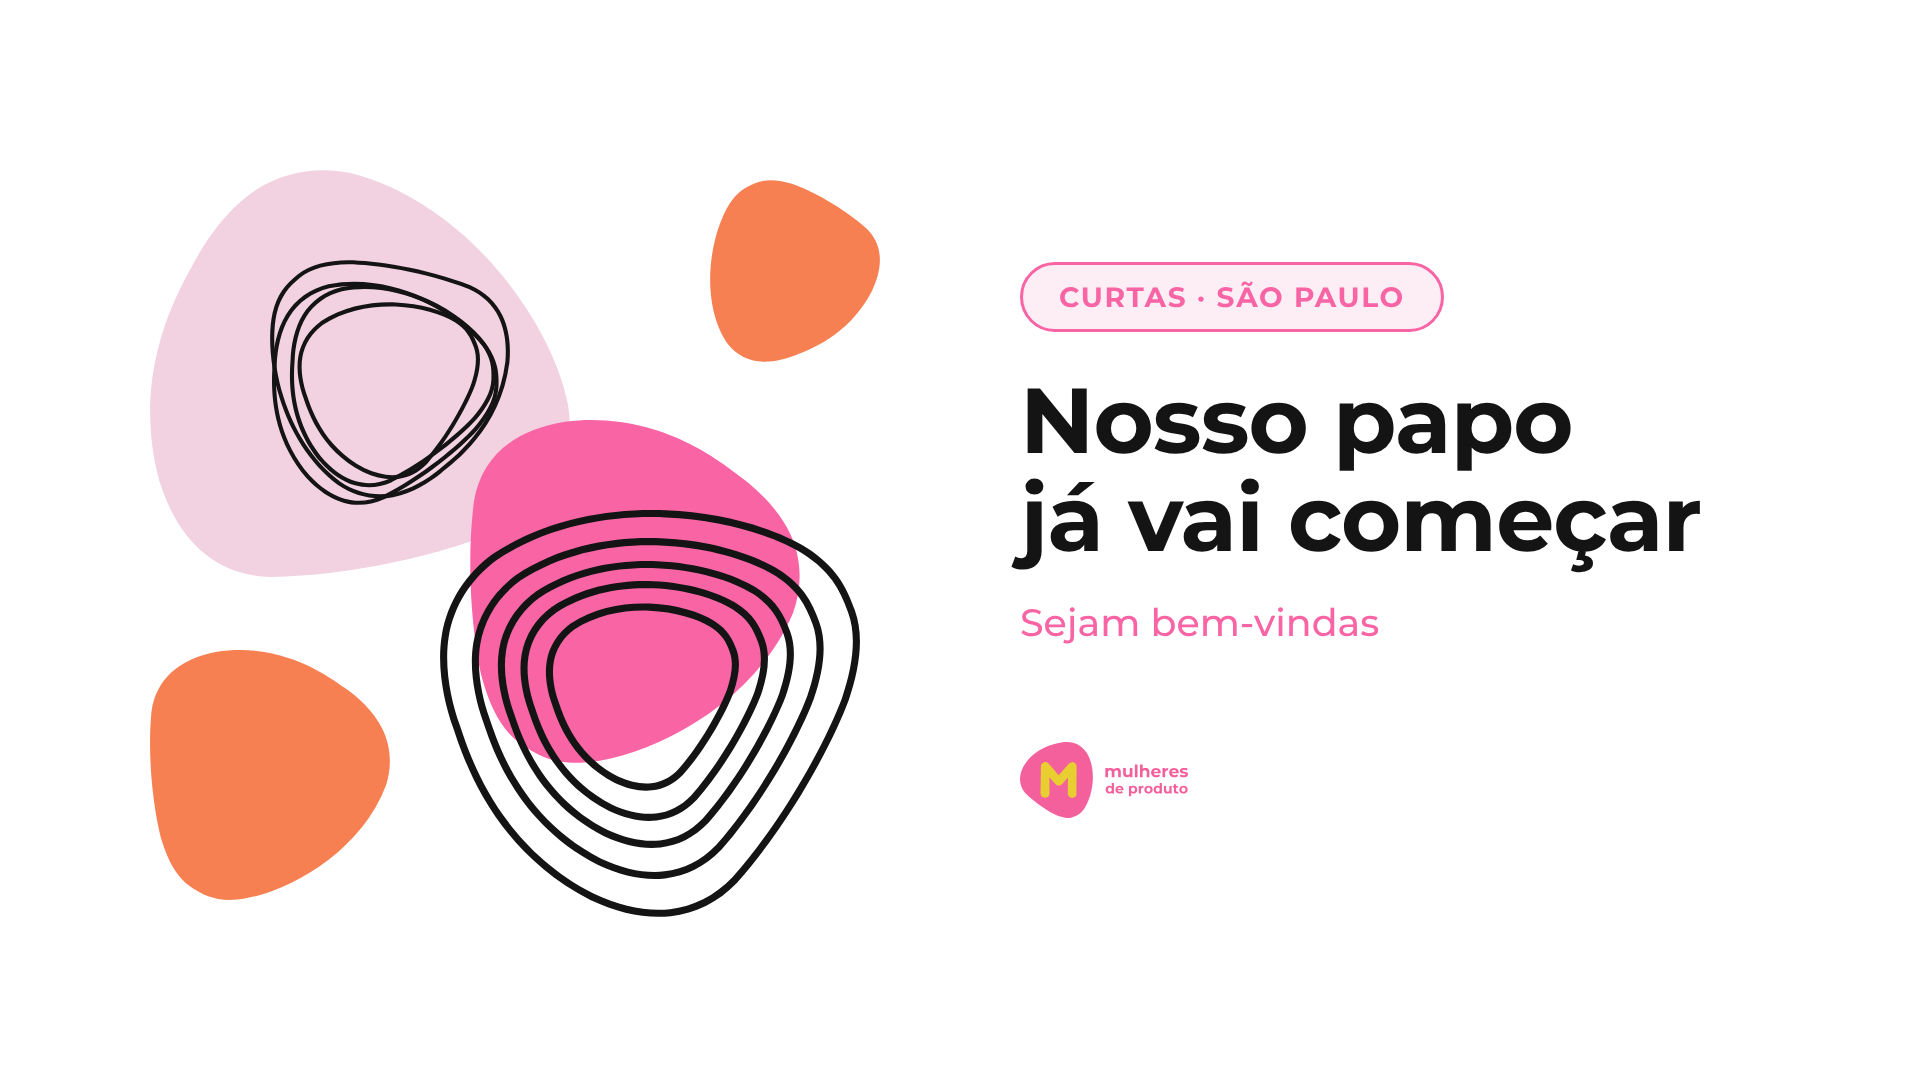 CURTAS · SÃO PAULO
Nosso papo
já vai começar
Sejam bem-vindas
M
mulheres
de produto